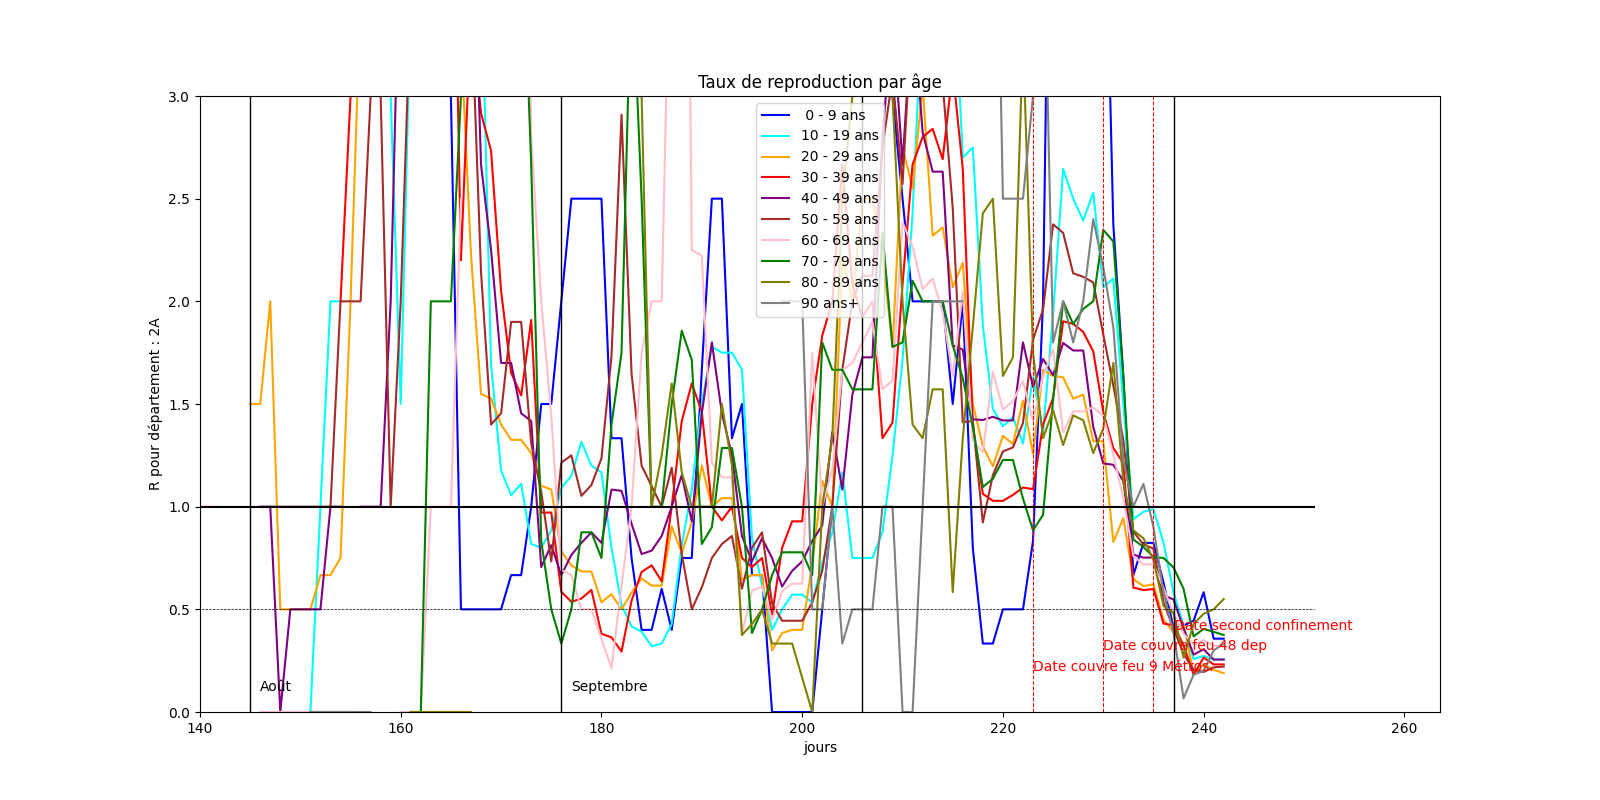 Taux de reproduction par âge
3.0
2.5
2.0
1.5
1.0
0.5
0.0
R pour département : 2A
0 - 9 ans
10 - 19 ans
20 - 29 ans
30 - 39 ans
40 - 49 ans
50 - 59 ans
60 - 69 ans
70 - 79 ans
80 - 89 ans
90 ans+
Date second confinement
Date couvre feu 48 dep
Date couvre feu 9 Métros
Août
Septembre
140
160
180
200
220
240
260
jours